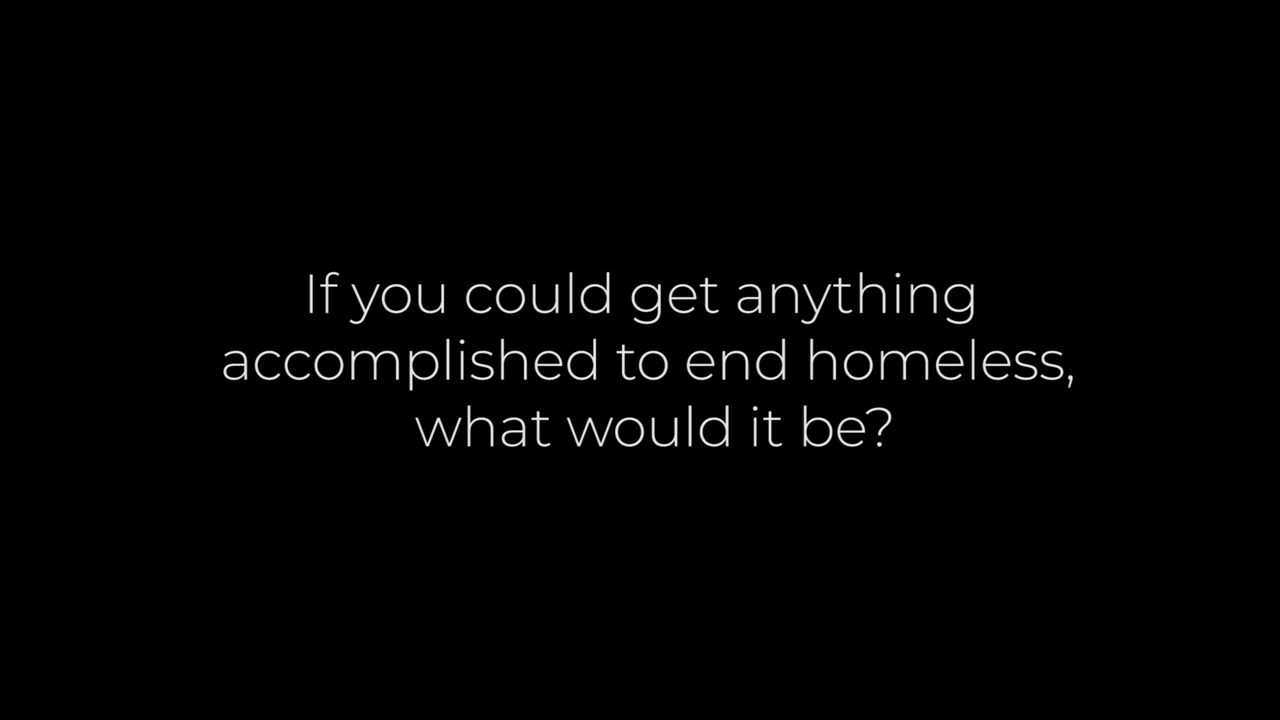 If you could get anything
accomplished to end homeless,
what would it be?